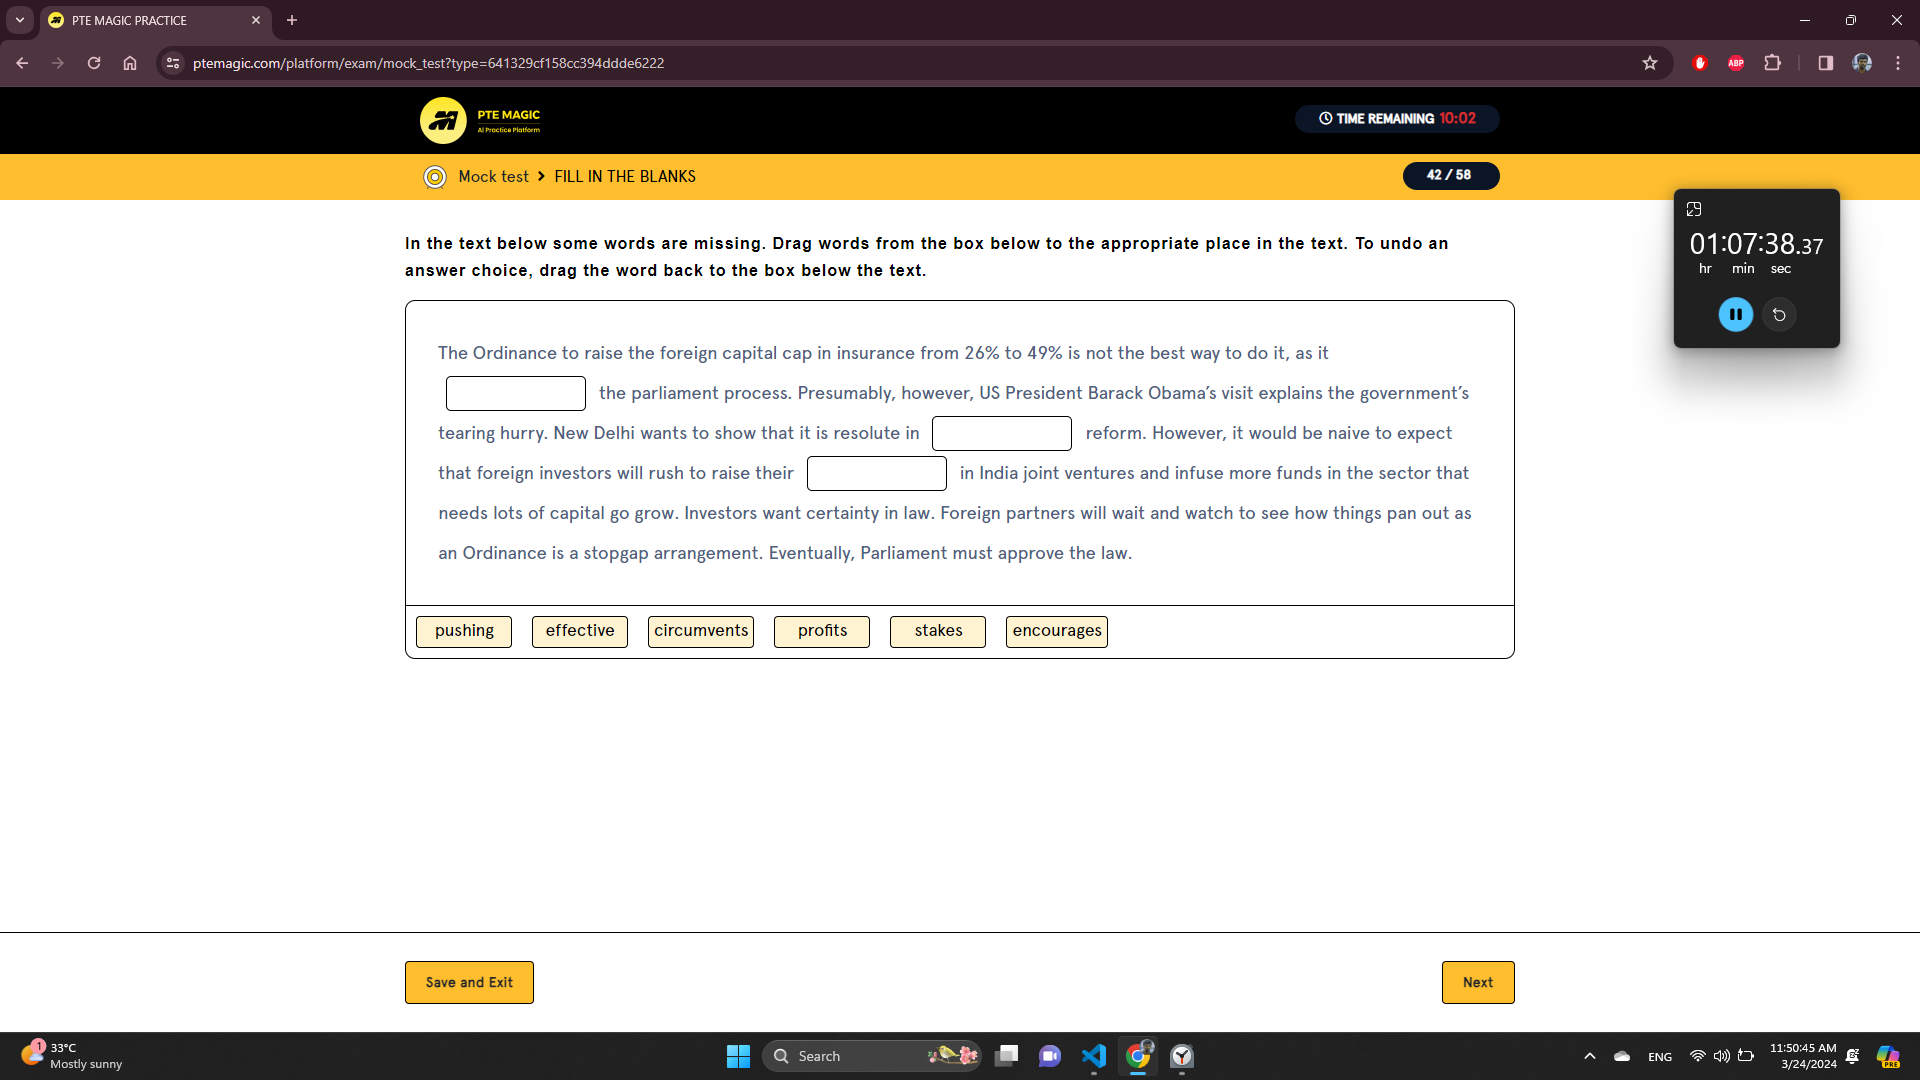 PTE MAGIC PRACTICE
ptemagic.com/platform/exam/mock_test?type=641329cf158cc394ddde6222
ABP
PTE MAGIC
AI Practice Platform
TIME REMAINING 10:02
Mock test > FILL IN THE BLANKS
42 / 58
01:07:38.37
hr min sec
In the text below some words are missing. Drag words from the box below to the appropriate place in the text. To undo an
answer choice, drag the word back to the box below the text.
The Ordinance to raise the foreign capital cap in insurance from 26% to 49% is not the best way to do it, as it
the parliament process. Presumably, however, US President Barack Obama’s visit explains the government’s
tearing hurry. New Delhi wants to show that it is resolute in reform. However, it would be naive to expect
that foreign investors will rush to raise their in India joint ventures and infuse more funds in the sector that
needs lots of capital go grow. Investors want certainty in law. Foreign partners will wait and watch to see how things pan out as
an Ordinance is a stopgap arrangement. Eventually, Parliament must approve the law.
pushing effective circumvents profits stakes encourages
Save and Exit
Next
1
33°C
Mostly sunny
Search
ENG
11:50:45 AM
3/24/2024
PRE